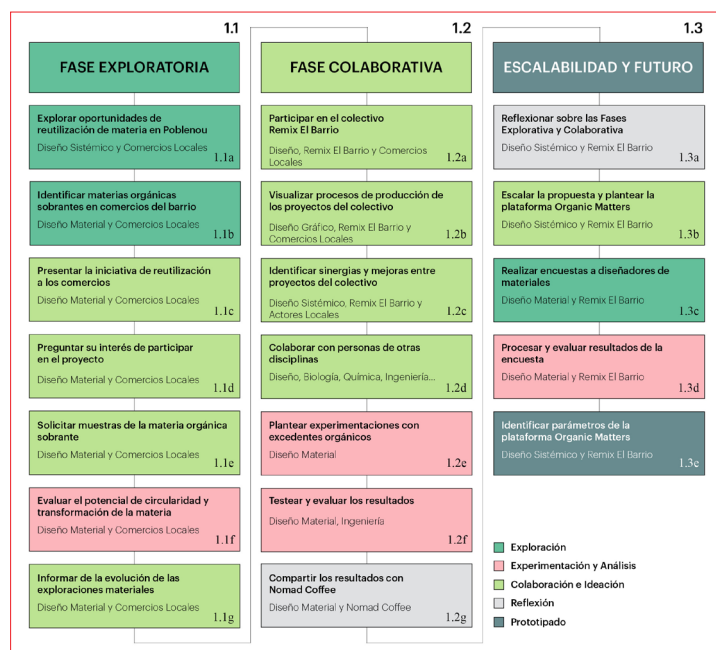 1.1
FASE EXPLORATORIA
Explorar oportunidades de
reutilización de materia en Poblenou
Diseño Sistémico y Comercios Locales
1.1a
Identificar materias orgánicas
sobrantes en comercios del barrio
Diseño Material y Comercios Locales
1.1b
Presentar la iniciativa de reutilización
a los comercios
Diseño Material y Comercios Locales
1.1c
Preguntar su interés de participar
en el proyecto
Diseño Material y Comercios Locales
1.1d
Solicitar muestras de la materia orgánica
sobrante
Diseño Material y Comercios Locales
1.1e
Evaluar el potencial de circularidad y
transformación de la materia
Diseño Material y Comercios Locales
1.1f
Informar de la evolución de las
exploraciones materiales
Diseño Material y Comercios Locales
1.1g
1.2
FASE COLABORATIVA
Participar en el colectivo
Remix El Barrio
Diseño, Remix El Barrio y Comercios
Locales
1.2a
Visualizar procesos de producción de
los proyectos del colectivo
Diseño Gráfico, Remix El Barrio y
Comercios Locales
1.2b
Identificar sinergias y mejoras entre
proyectos del colectivo
Diseño Sistémico, Remix El Barrio y
Actores Locales
1.2c
Colaborar con personas de otras
disciplinas
Diseño, Biología, Química, Ingeniería...
1.2d
Plantear experimentaciones con
excedentes orgánicos
Diseño Material
1.2e
Testear y evaluar los resultados
Diseño Material, Ingeniería
1.2f
Compartir los resultados con
Nomad Coffee
Diseño Material y Nomad Coffee
1.2g
1.3
ESCALABILIDAD Y FUTURO
Reflexionar sobre las Fases
Explorativa y Colaborativa
Diseño Sistémico y Remix El Barrio
1.3a
Escalar la propuesta y plantear la
plataforma Organic Matters
Diseño Sistémico y Remix El Barrio
1.3b
Realizar encuestas a diseñadores de
materiales
Diseño Material y Remix El Barrio
1.3c
Procesar y evaluar resultados de la
encuesta
Diseño Material y Remix El Barrio
1.3d
Identificar parámetros de la
plataforma Organic Matters
Diseño Sistémico y Remix El Barrio
1.3e
Exploración
Experimentación y Análisis
Colaboración e Ideación
Reflexión
Prototipado